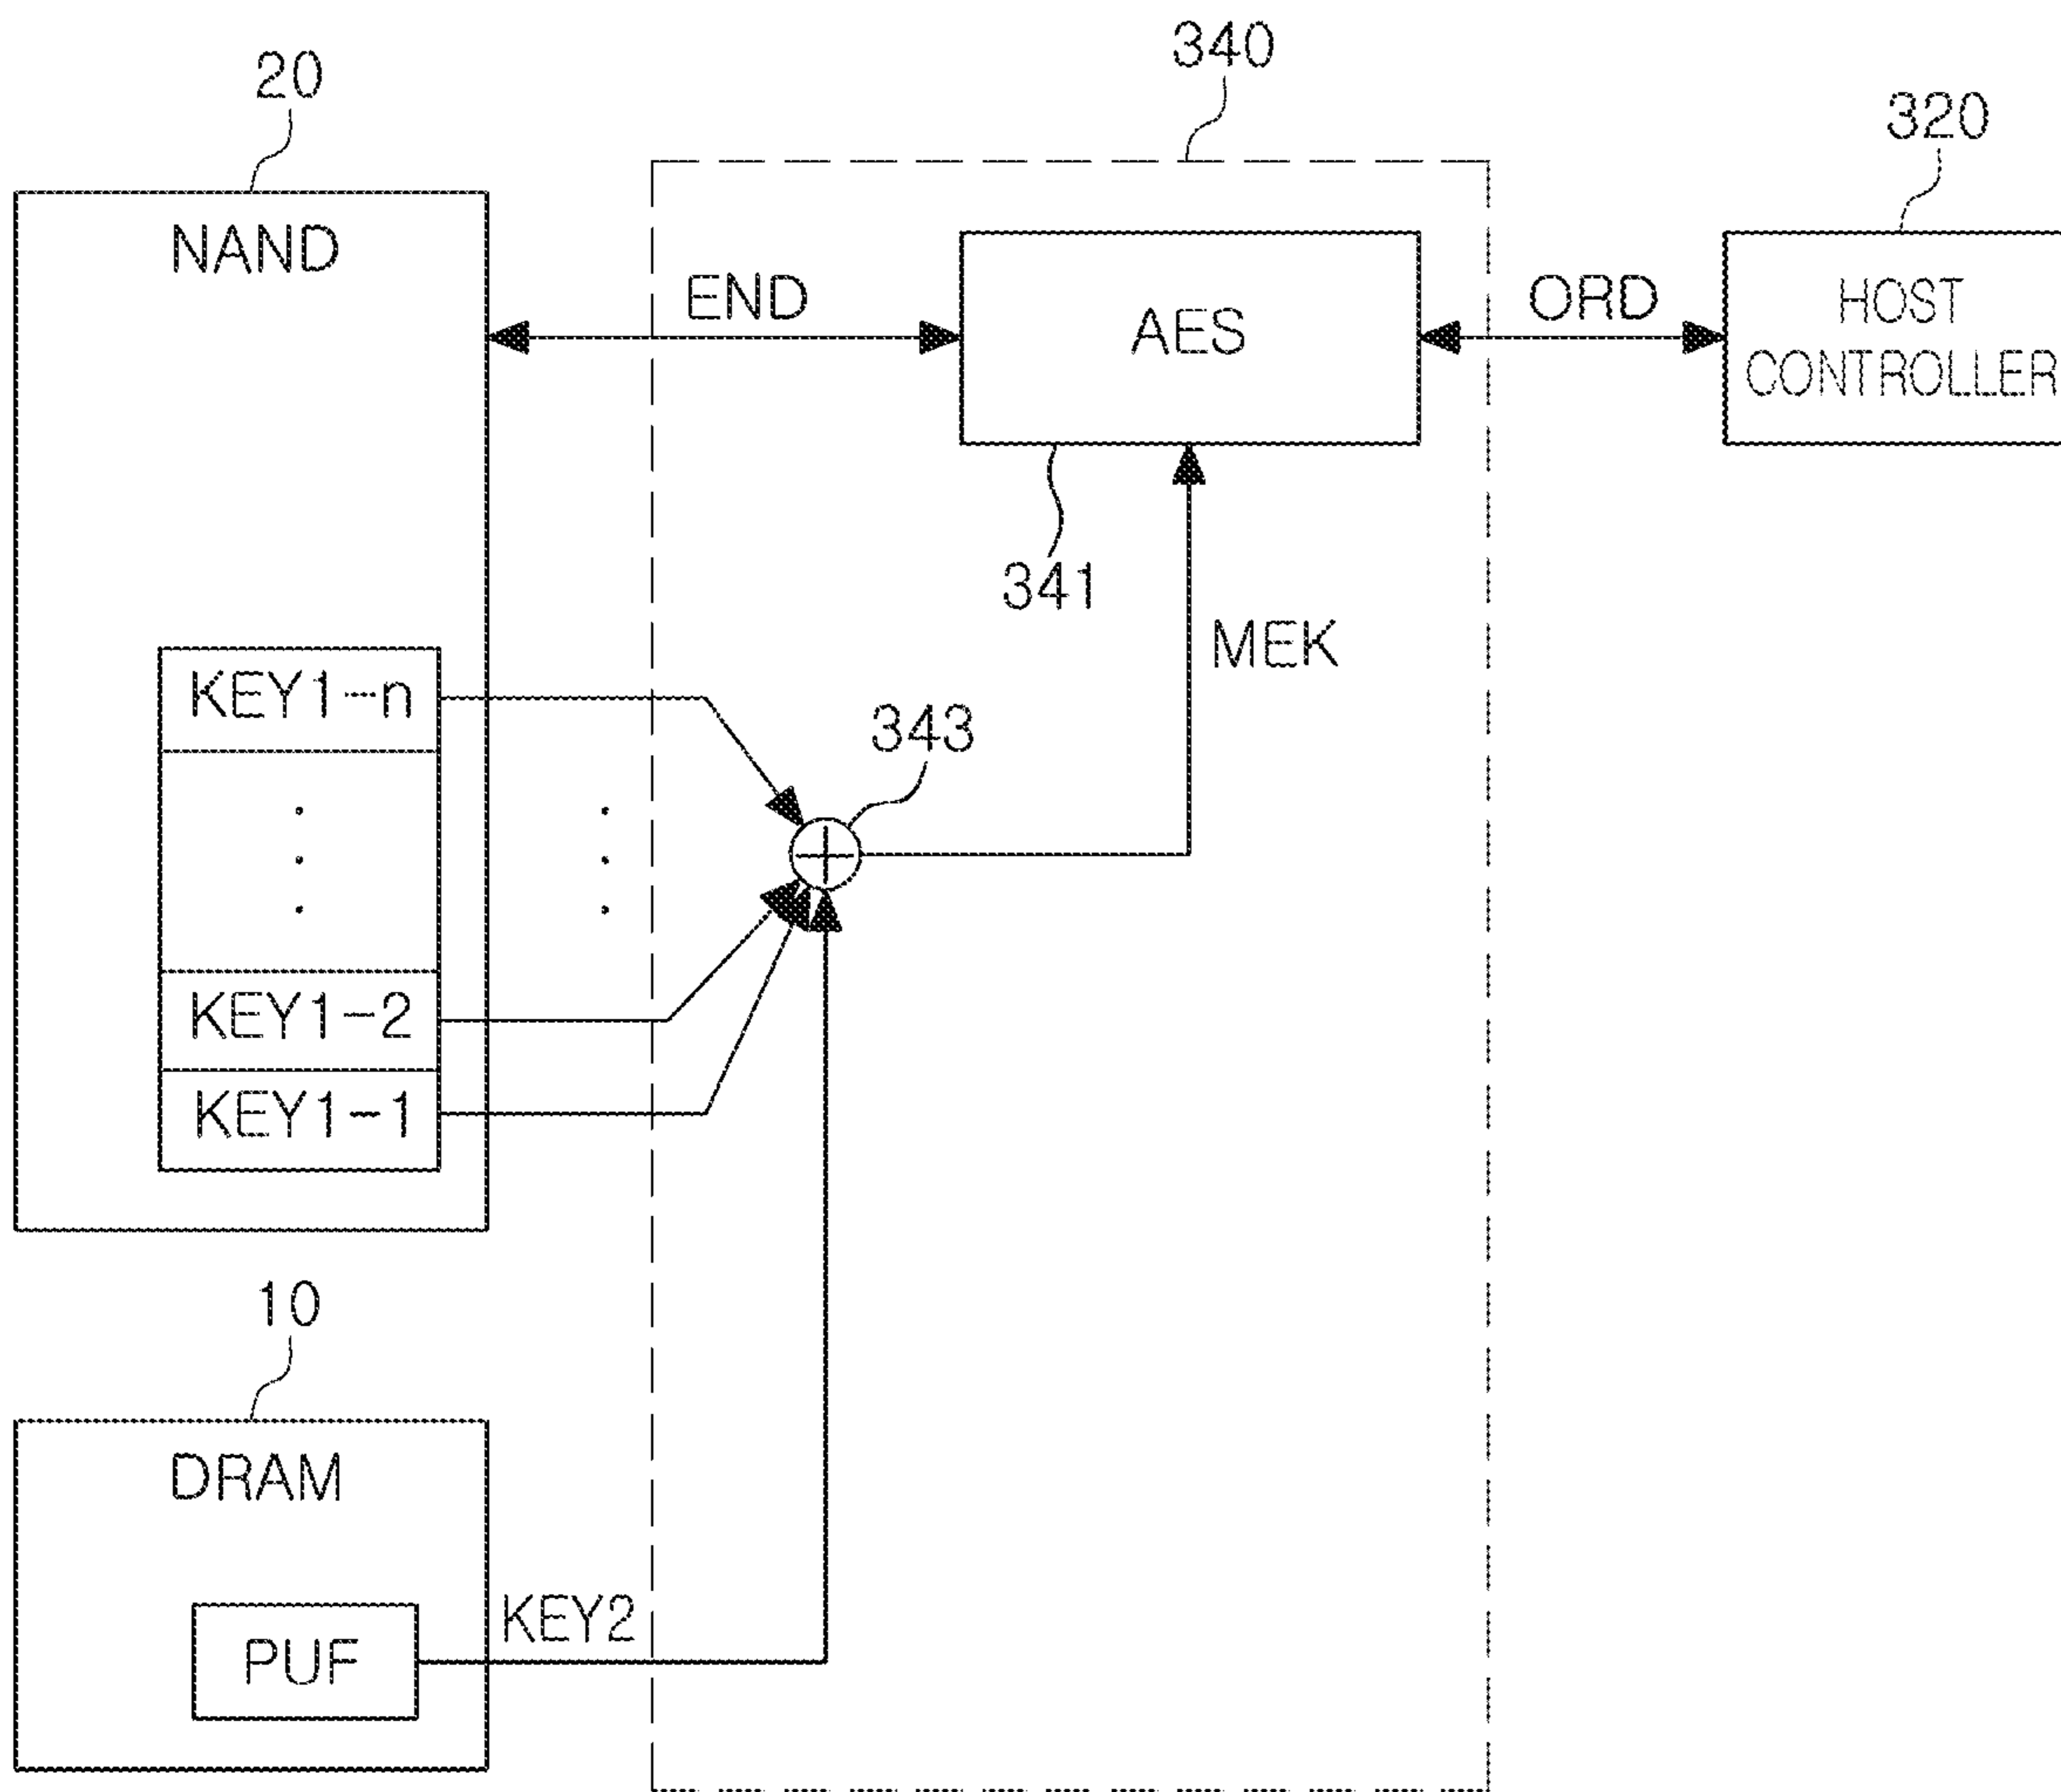 340
20
320
NAND
END
AES
ORD
HOST
CONTROLLER
341
MEK
KEY1-n
343
KEY1-2
KEY1-1
10
DRAM
KEY2
PUF